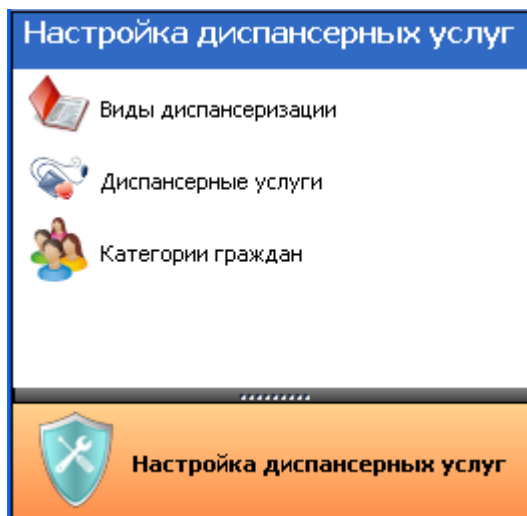 Настройка диспансерных услуг
Виды диспансеризации
Диспансерные услуги
Категории граждан
Настройка диспансерных услуг